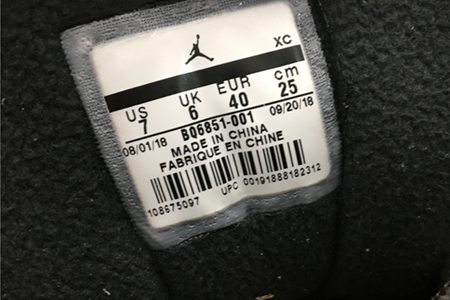 XC
US UK EUR cm
7 6 40 25
08/01/18 BQ6851-001 09/20/18
MADE IN CHINA
FABRIQUE EN CHINE
108675097 UPC 00191888182312